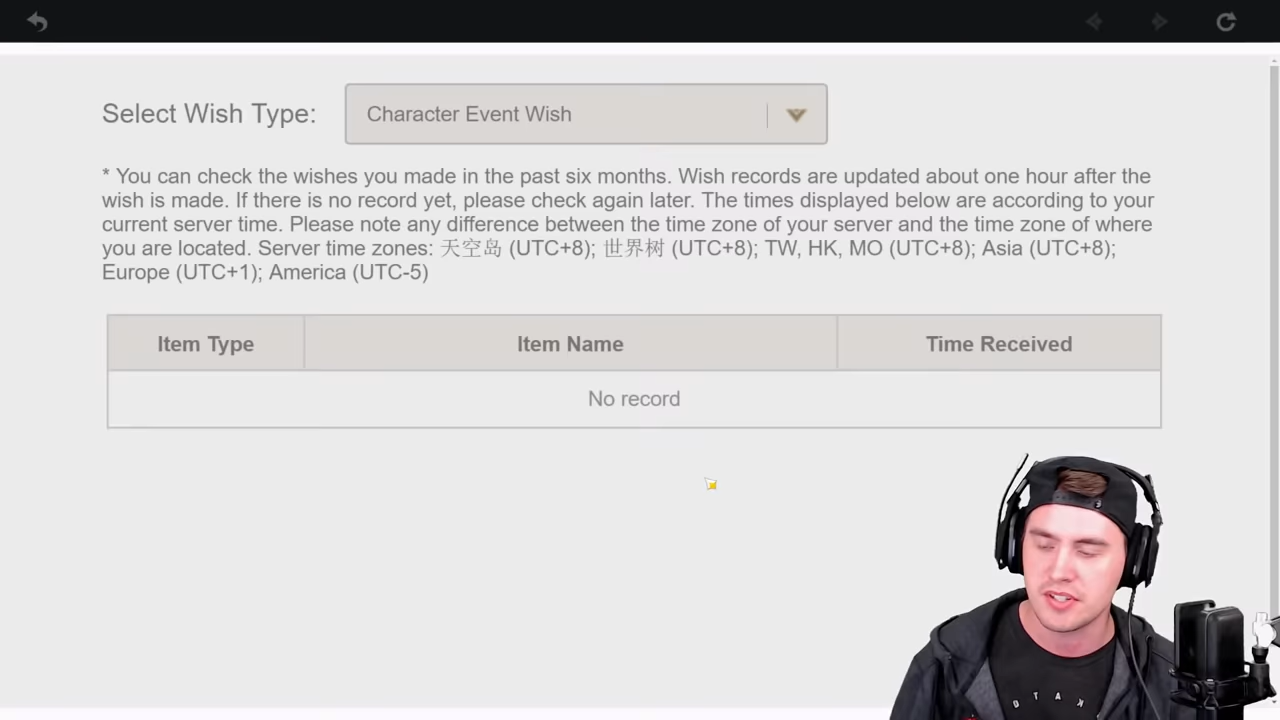 Select Wish Type:
Character Event Wish
* You can check the wishes you made in the past six months. Wish records are updated about one hour after the
wish is made. If there is no record yet, please check again later. The times displayed below are according to your
current server time. Please note any difference between the time zone of your server and the time zone of where
you are located. Server time zones: 天空岛 (UTC+8); 世界树 (UTC+8); TW, HK, MO (UTC+8); Asia (UTC+8);
Europe (UTC+1); America (UTC-5)
Item Type
Item Name
Time Received
No record